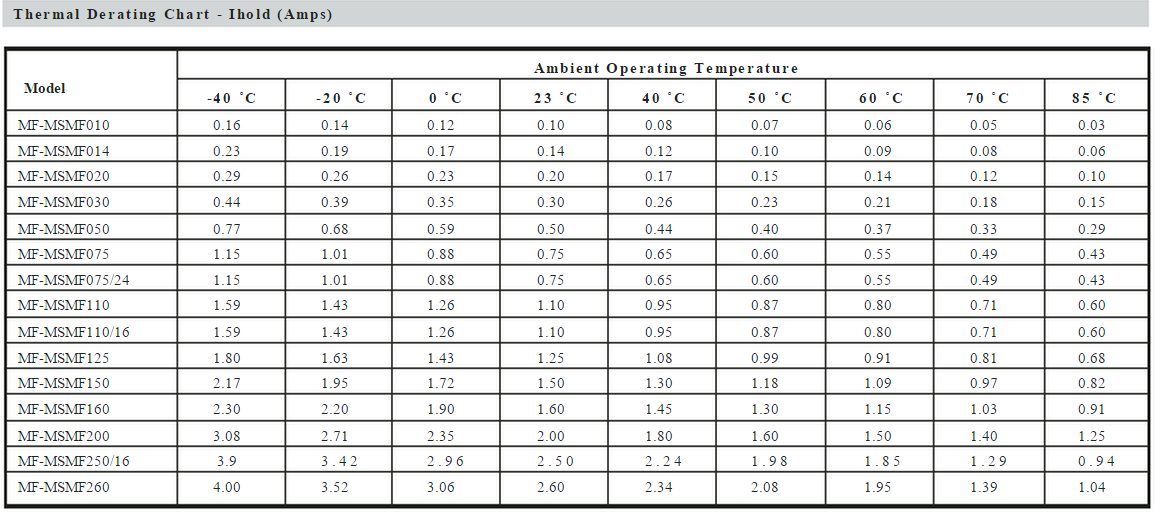 Thermal Derating Chart - Ihold (Amps)
Ambient Operating Temperature
Model
-40 ˚C -20 ˚C 0 ˚C 23 ˚C 40 ˚C 50 ˚C 60 ˚C 70 ˚C 85 ˚C
MF-MSMF010 0.16 0.14 0.12 0.10 0.08 0.07 0.06 0.05 0.03
MF-MSMF014 0.23 0.19 0.17 0.14 0.12 0.10 0.09 0.08 0.06
MF-MSMF020 0.29 0.26 0.23 0.20 0.17 0.15 0.14 0.12 0.10
MF-MSMF030 0.44 0.39 0.35 0.30 0.26 0.23 0.21 0.18 0.15
MF-MSMF050 0.77 0.68 0.59 0.50 0.44 0.40 0.37 0.33 0.29
MF-MSMF075 1.15 1.01 0.88 0.75 0.65 0.60 0.55 0.49 0.43
MF-MSMF075/24 1.15 1.01 0.88 0.75 0.65 0.60 0.55 0.49 0.43
MF-MSMF110 1.59 1.43 1.26 1.10 0.95 0.87 0.80 0.71 0.60
MF-MSMF110/16 1.59 1.43 1.26 1.10 0.95 0.87 0.80 0.71 0.60
MF-MSMF125 1.80 1.63 1.43 1.25 1.08 0.99 0.91 0.81 0.68
MF-MSMF150 2.17 1.95 1.72 1.50 1.30 1.18 1.09 0.97 0.82
MF-MSMF160 2.30 2.20 1.90 1.60 1.45 1.30 1.15 1.03 0.91
MF-MSMF200 3.08 2.71 2.35 2.00 1.80 1.60 1.50 1.40 1.25
MF-MSMF250/16 3.9 3.42 2.96 2.50 2.24 1.98 1.85 1.29 0.94
MF-MSMF260 4.00 3.52 3.06 2.60 2.34 2.08 1.95 1.39 1.04